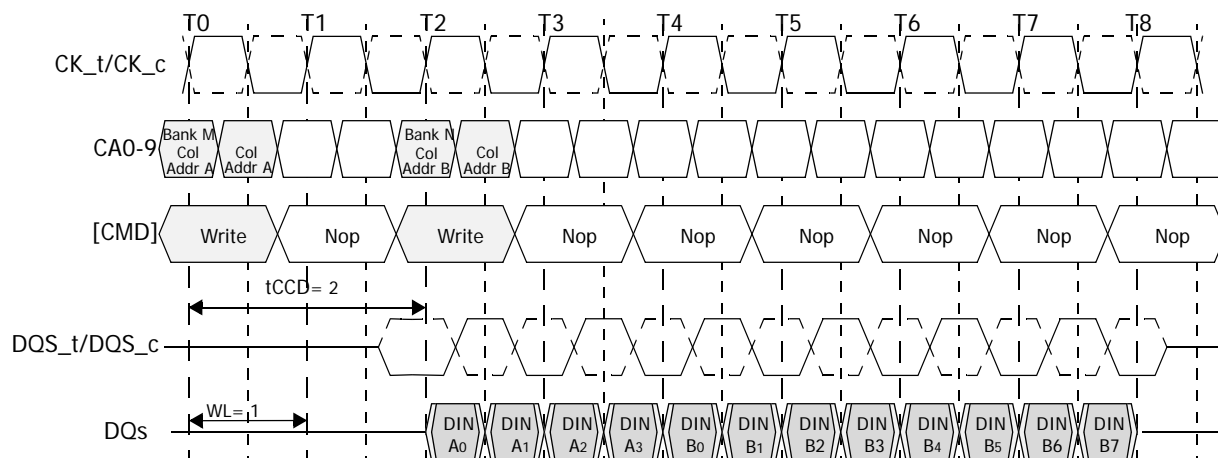 T0 T1 T2 T3 T4 T5 T6 T7 T8
CK_t/CK_c
CA0-9
Bank M
Col
Addr A
Col
Addr A
Bank N
Col
Addr B
Col
Addr B
[CMD]
Write Nop Write Nop Nop Nop Nop Nop Nop
tCCD= 2
DQS_t/DQS_c
WL= 1
DQs
DIN DIN DIN DIN DIN DIN DIN DIN DIN DIN DIN DIN
A0 A1 A2 A3 B0 B1 B2 B3 B4 B5 B6 B7